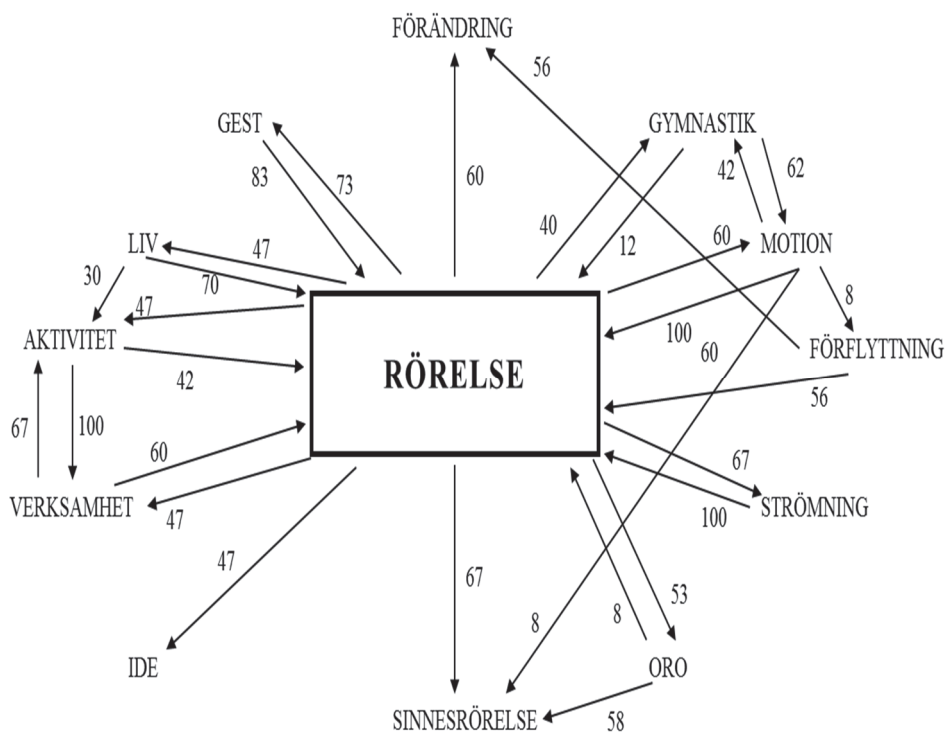 FÖRÄNDRING
56
GEST
GYMNASTIK
83
73
60
42
62
40
12
LIV
47
60
MOTION
30
70
8
47
100
60
AKTIVITET
RÖRELSE
FÖRFLYTTNING
42
56
67
100
60
67
VERKSAMHET
47
100
STRÖMNING
47
67
53
8
8
IDE
ORO
SINNESRÖRELSE
58